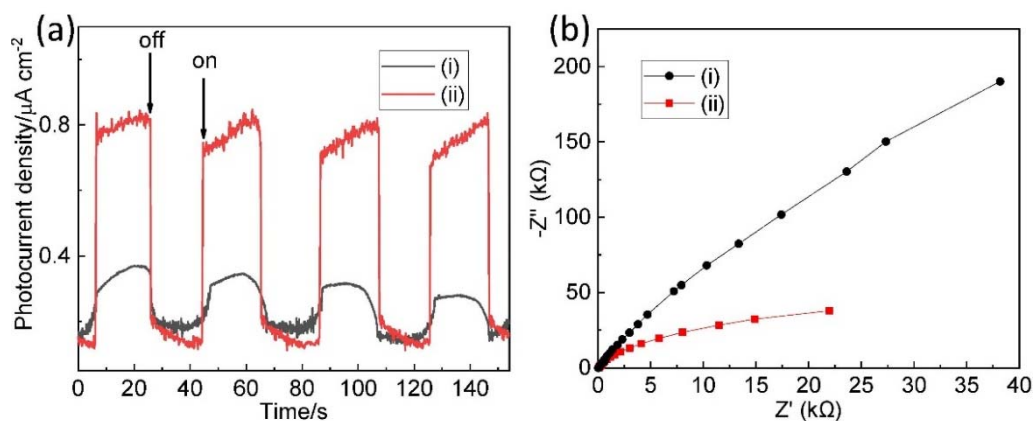 (a)
off
on
(i)
(ii)
Photocurrent density/μA cm⁻²
0.8
0.4
0 20 40 60 80 100 120 140
Time/s
(b)
(i)
(ii)
-Z'' (kΩ)
200
150
100
50
0
0 5 10 15 20 25 30 35 40
Z' (kΩ)